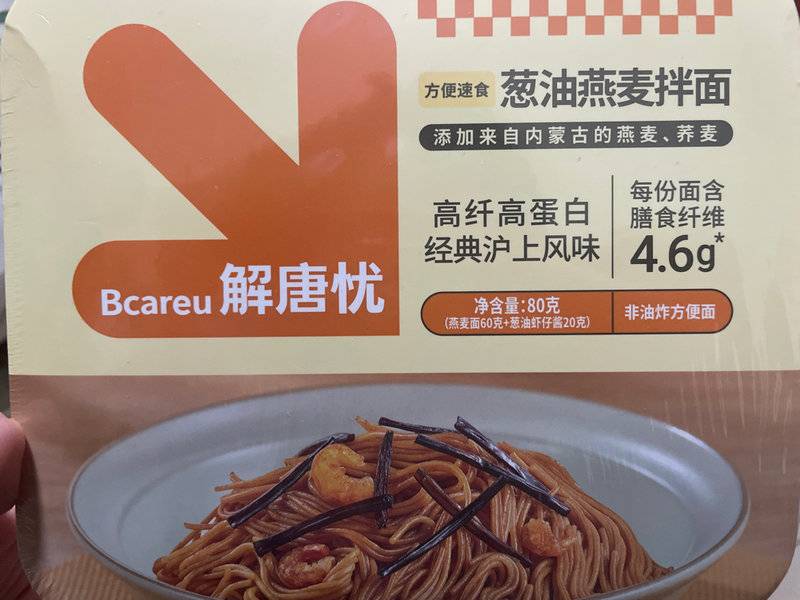 方便速食 葱油燕麦拌面
添加来自内蒙古的燕麦、荞麦
高纤高蛋白
经典沪上风味
每份面含
膳食纤维
4.6g*
Bcareu 解唐忧
净含量:80克
(燕麦面60克+葱油虾仔酱20克)
非油炸方便面